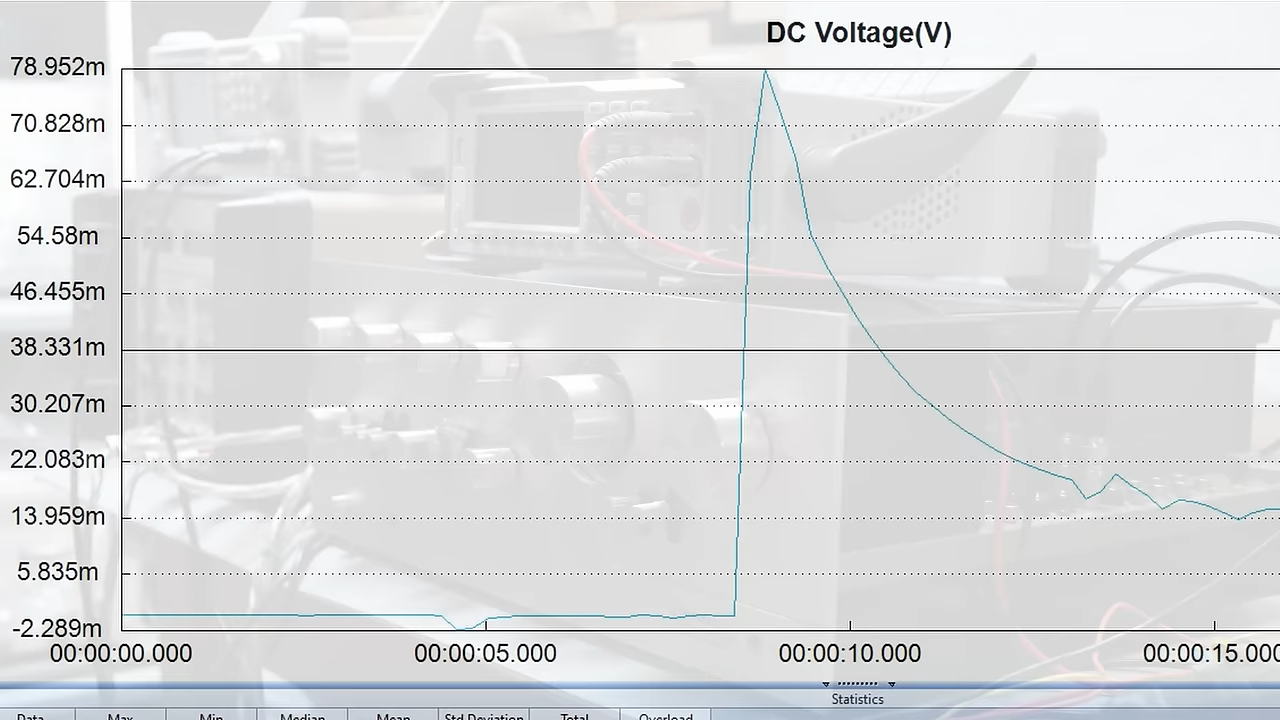 DC Voltage(V)
78.952m
70.828m
62.704m
54.58m
46.455m
38.331m
30.207m
22.083m
13.959m
5.835m
-2.289m
00:00:00.000 00:00:05.000 00:00:10.000 00:00:15.000
Statistics
Data Max Min Median Mean Std Deviation Total Overload